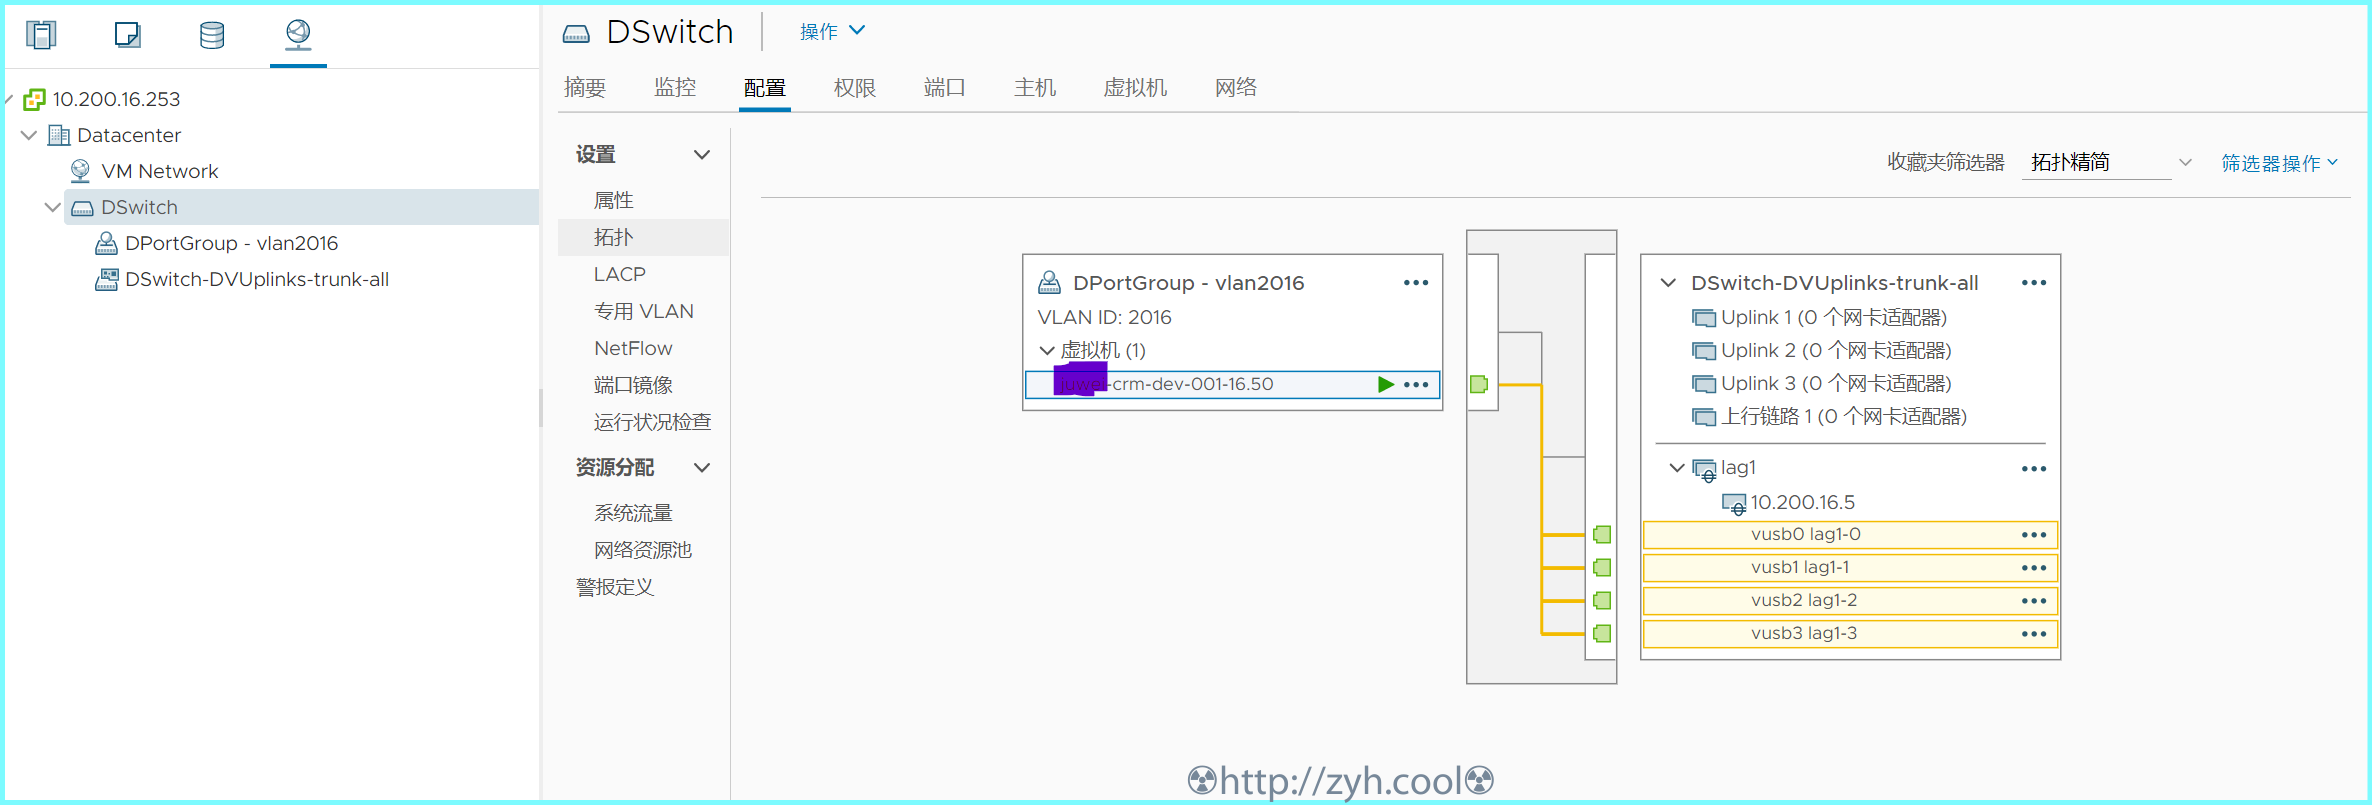 10.200.16.253
Datacenter
VM Network
DSwitch
DPortGroup - vlan2016
DSwitch-DVUplinks-trunk-all
DSwitch
操作
摘要 监控 配置 权限 端口 主机 虚拟机 网络
设置
属性
拓扑
LACP
专用 VLAN
NetFlow
端口镜像
运行状况检查
资源分配
系统流量
网络资源池
警报定义
收藏夹筛选器 拓扑精简 筛选器操作
DPortGroup - vlan2016
VLAN ID: 2016
虚拟机 (1)
-crm-dev-001-16.50
DSwitch-DVUplinks-trunk-all
Uplink 1 (0 个网卡适配器)
Uplink 2 (0 个网卡适配器)
Uplink 3 (0 个网卡适配器)
上行链路 1 (0 个网卡适配器)
lag1
10.200.16.5
vusb0 lag1-0
vusb1 lag1-1
vusb2 lag1-2
vusb3 lag1-3
☢http://zyh.cool☢